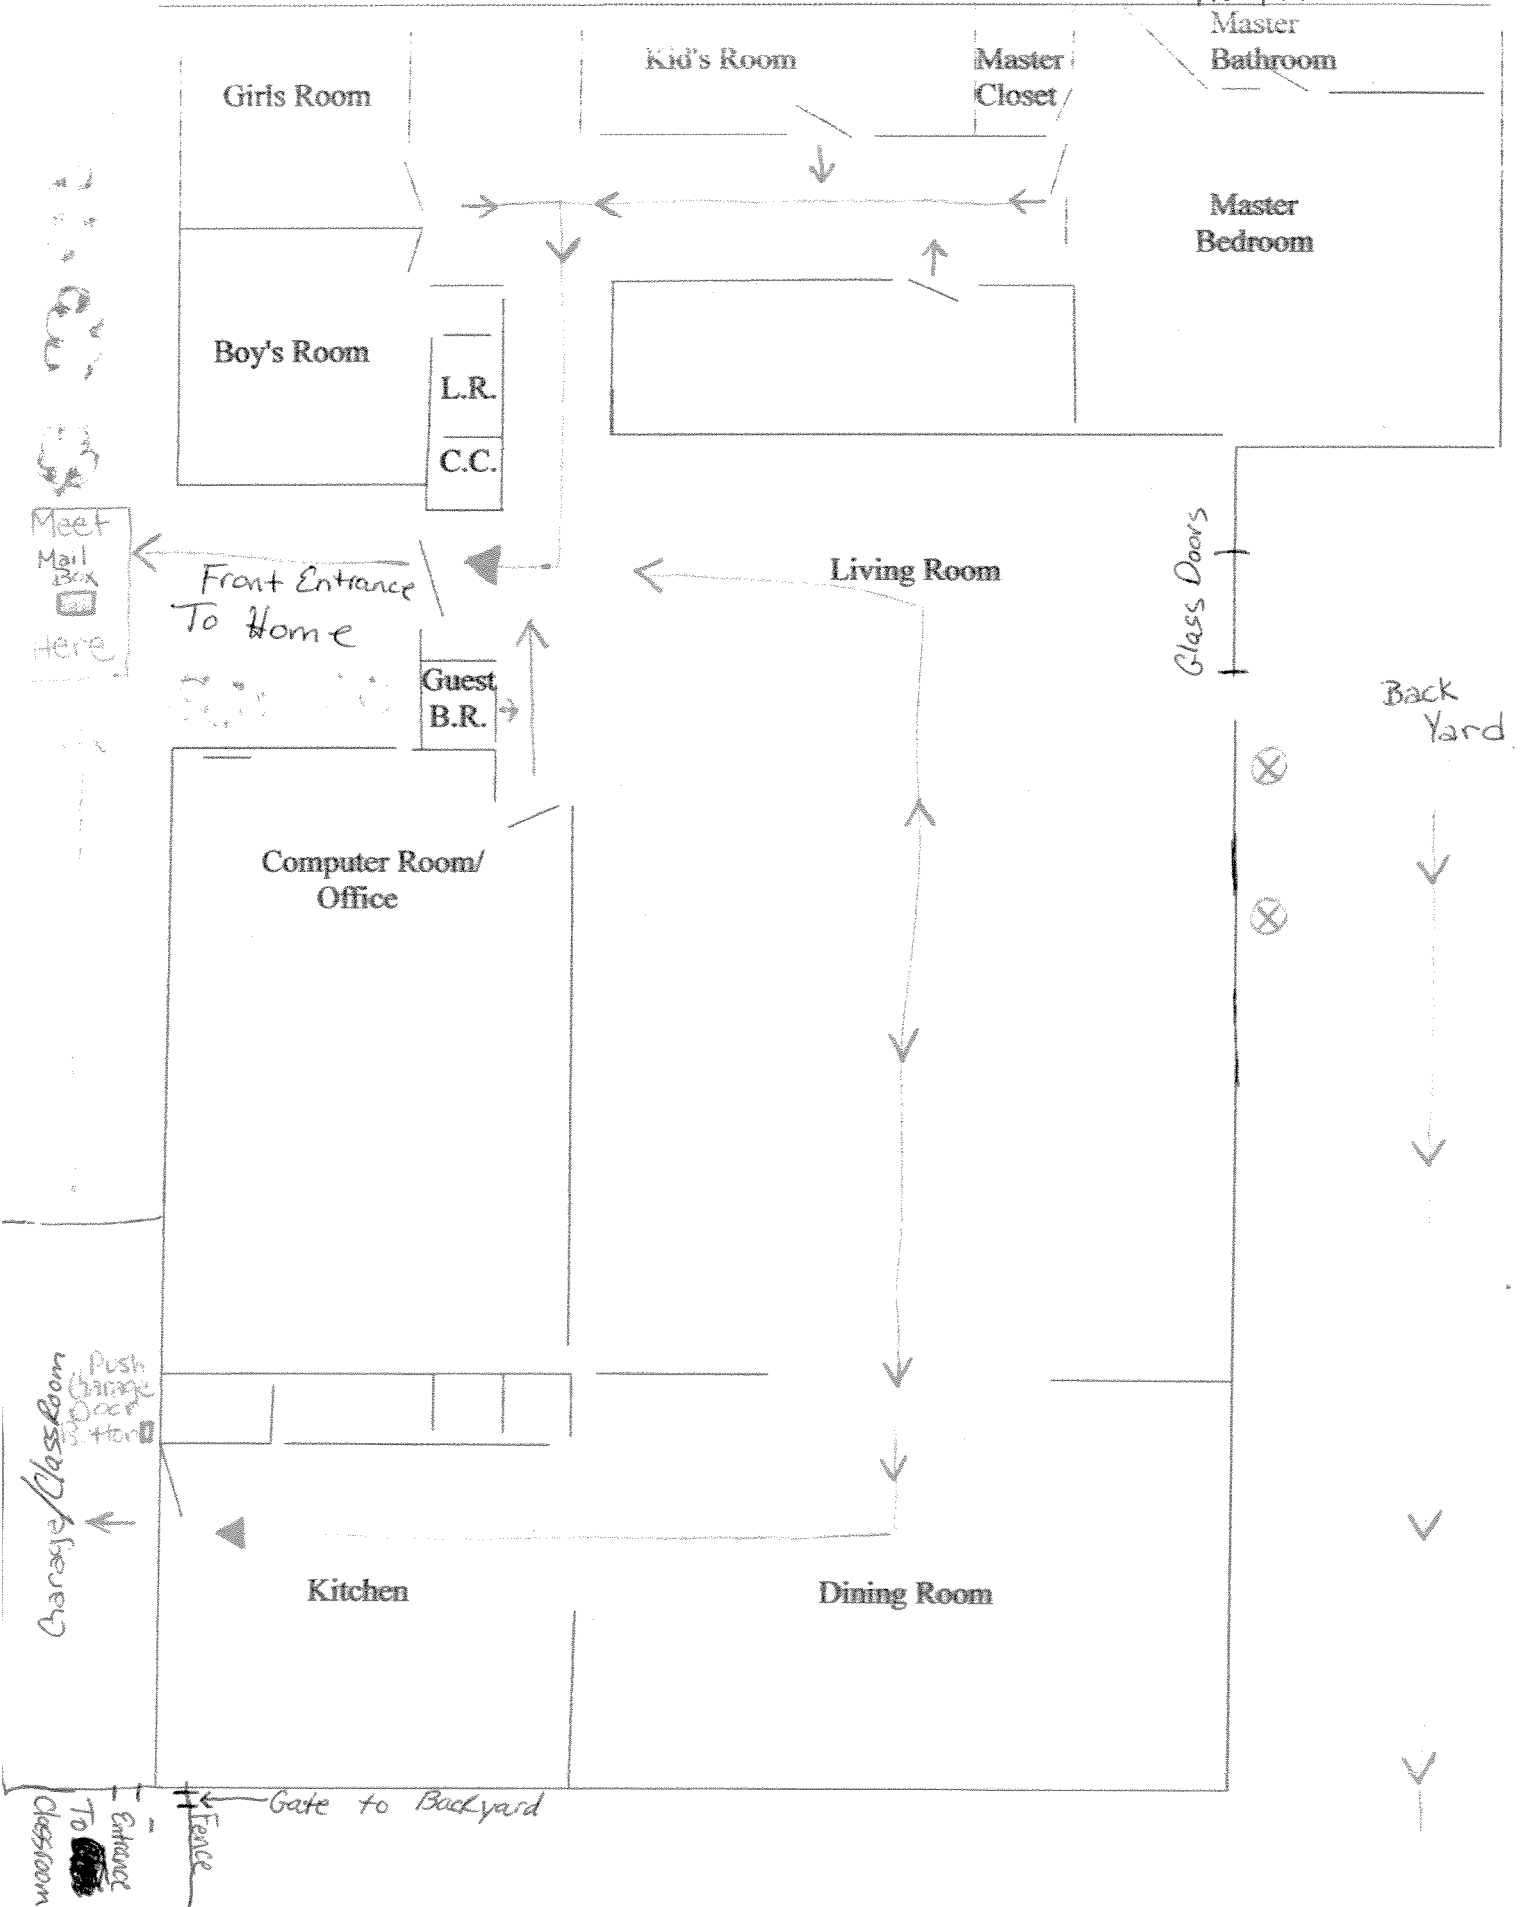 Master
Bathroom
Kid's Room
Master
Closet
Girls Room
Master
Bedroom
Boy's Room
L.R.
C.C.
Meet
Mail
Box
Here
Front Entrance
To Home
Living Room
Glass Doors
Guest
B.R.
Back
Yard
Computer Room/
Office
Push
Garage
Door
Button
Garage/Classroom
Kitchen
Dining Room
Gate to Backyard
Fence
Entrance
To
Classroom